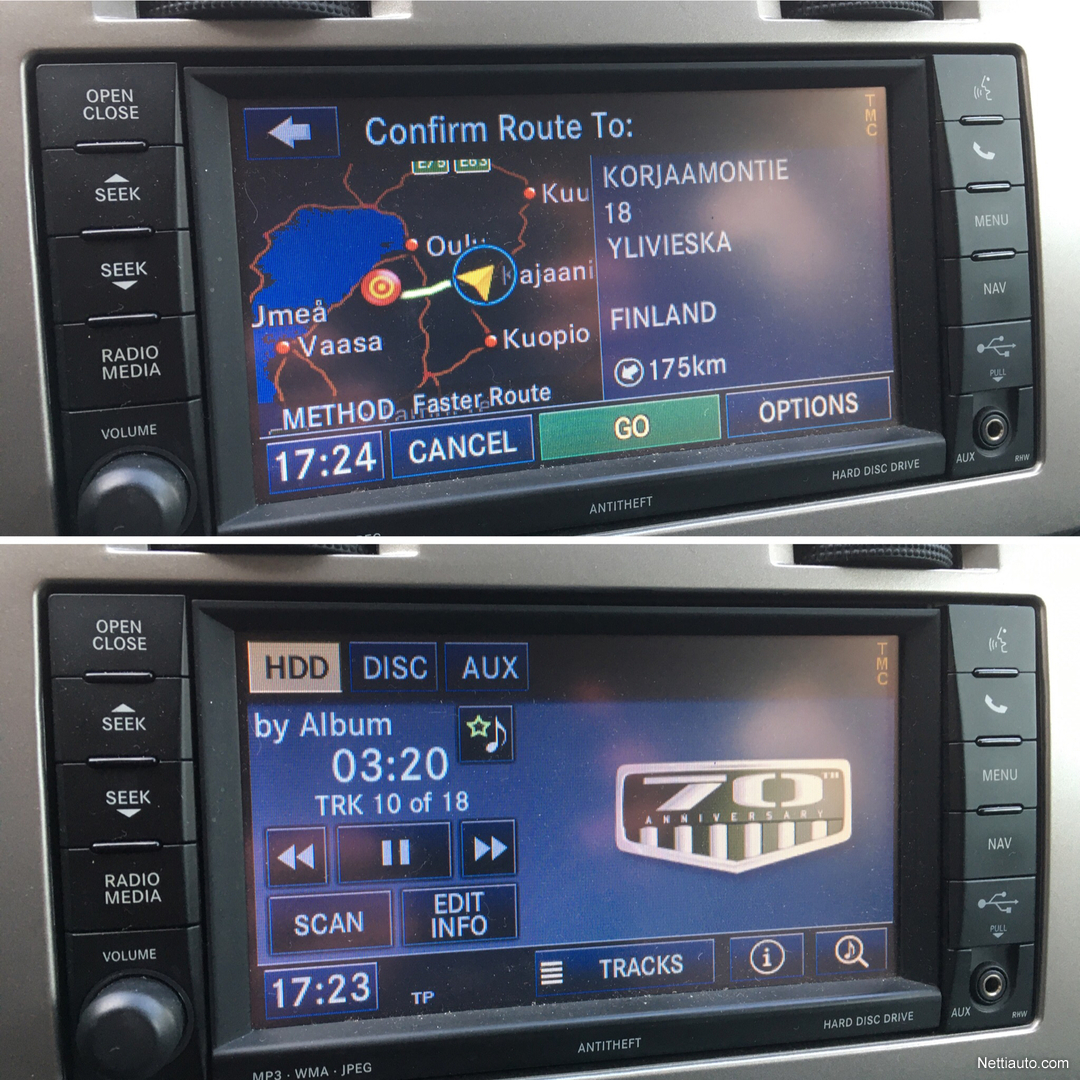 OPEN
CLOSE
SEEK
SEEK
RADIO
MEDIA
VOLUME
Confirm Route To:
TMC
E75 E63
Kuu
Oulu
Kajaani
Umeå
Vaasa
Kuopio
KORJAAMONTIE
18
YLIVIESKA
FINLAND
175km
METHOD Faster Route
17:24 CANCEL GO OPTIONS
HARD DISC DRIVE
ANTITHEFT
MENU
NAV
PULL
AUX RHW
OPEN
CLOSE
SEEK
SEEK
RADIO
MEDIA
VOLUME
HDD DISC AUX
TMC
by Album
03:20
TRK 10 of 18
SCAN
EDIT
INFO
70TH
ANNIVERSARY
TRACKS
17:23 TP
HARD DISC DRIVE
ANTITHEFT
MP3 · WMA · JPEG
MENU
NAV
PULL
AUX RHW
Nettiauto.com